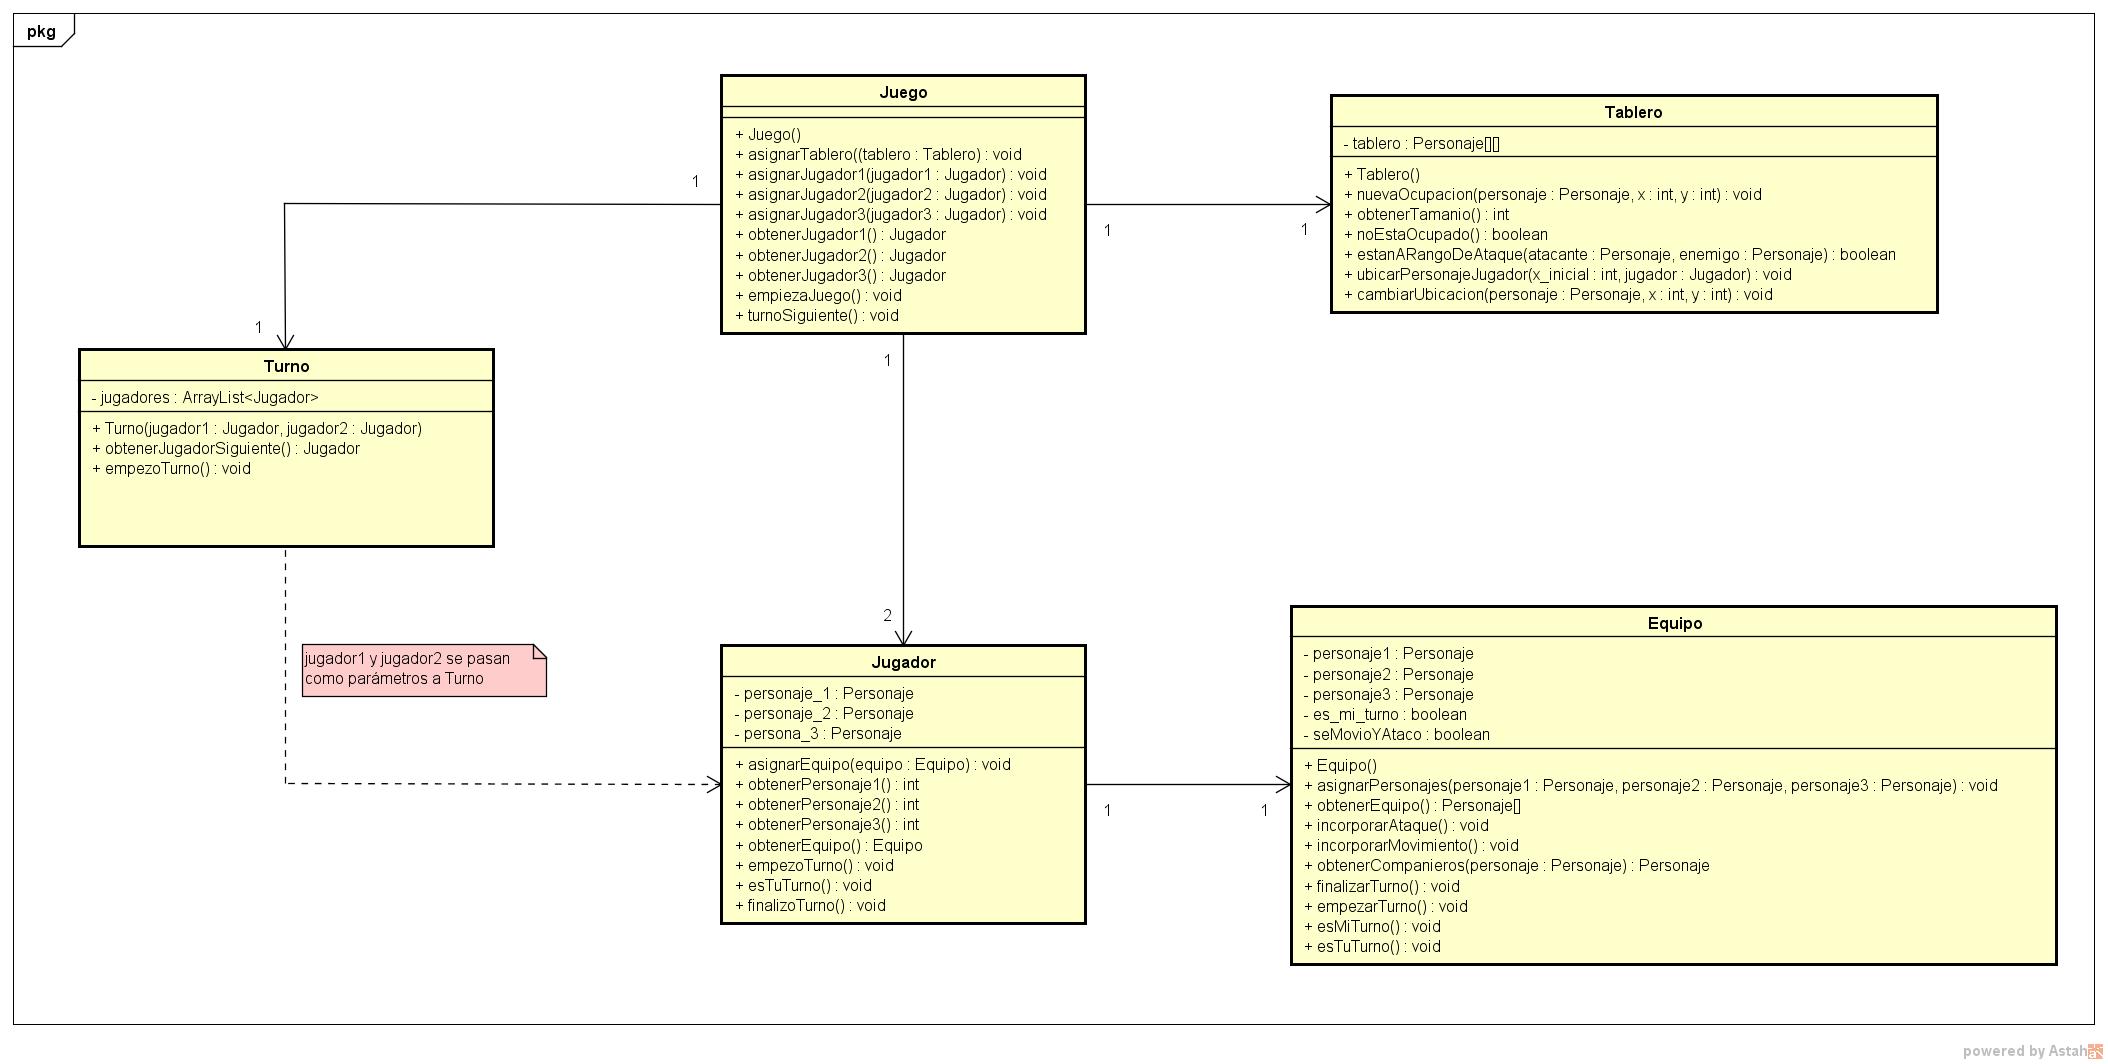 pkg
Juego
+ Juego()
+ asignarTablero((tablero : Tablero) : void
+ asignarJugador1(jugador1 : Jugador) : void
+ asignarJugador2(jugador2 : Jugador) : void
+ asignarJugador3(jugador3 : Jugador) : void
+ obtenerJugador1() : Jugador
+ obtenerJugador2() : Jugador
+ obtenerJugador3() : Jugador
+ empiezaJuego() : void
+ turnoSiguiente() : void
Tablero
- tablero : Personaje[][]
+ Tablero()
+ nuevaOcupacion(personaje : Personaje, x : int, y : int) : void
+ obtenerTamanio() : int
+ noEstaOcupado() : boolean
+ estanARangoDeAtaque(atacante : Personaje, enemigo : Personaje) : boolean
+ ubicarPersonajeJugador(x_inicial : int, jugador : Jugador) : void
+ cambiarUbicacion(personaje : Personaje, x : int, y : int) : void
1
1
1
1
1
2
Turno
- jugadores : ArrayList<Jugador>
+ Turno(jugador1 : Jugador, jugador2 : Jugador)
+ obtenerJugadorSiguiente() : Jugador
+ empezoTurno() : void
jugador1 y jugador2 se pasan
como parámetros a Turno
Jugador
- personaje_1 : Personaje
- personaje_2 : Personaje
- persona_3 : Personaje
+ asignarEquipo(equipo : Equipo) : void
+ obtenerPersonaje1() : int
+ obtenerPersonaje2() : int
+ obtenerPersonaje3() : int
+ obtenerEquipo() : Equipo
+ empezoTurno() : void
+ esTuTurno() : void
+ finalizoTurno() : void
1
1
Equipo
- personaje1 : Personaje
- personaje2 : Personaje
- personaje3 : Personaje
- es_mi_turno : boolean
- seMovioYAtaco : boolean
+ Equipo()
+ asignarPersonajes(personaje1 : Personaje, personaje2 : Personaje, personaje3 : Personaje) : void
+ obtenerEquipo() : Personaje[]
+ incorporarAtaque() : void
+ incorporarMovimiento() : void
+ obtenerCompanieros(personaje : Personaje) : Personaje
+ finalizarTurno() : void
+ empezarTurno() : void
+ esMiTurno() : void
+ esTuTurno() : void
powered by Astah